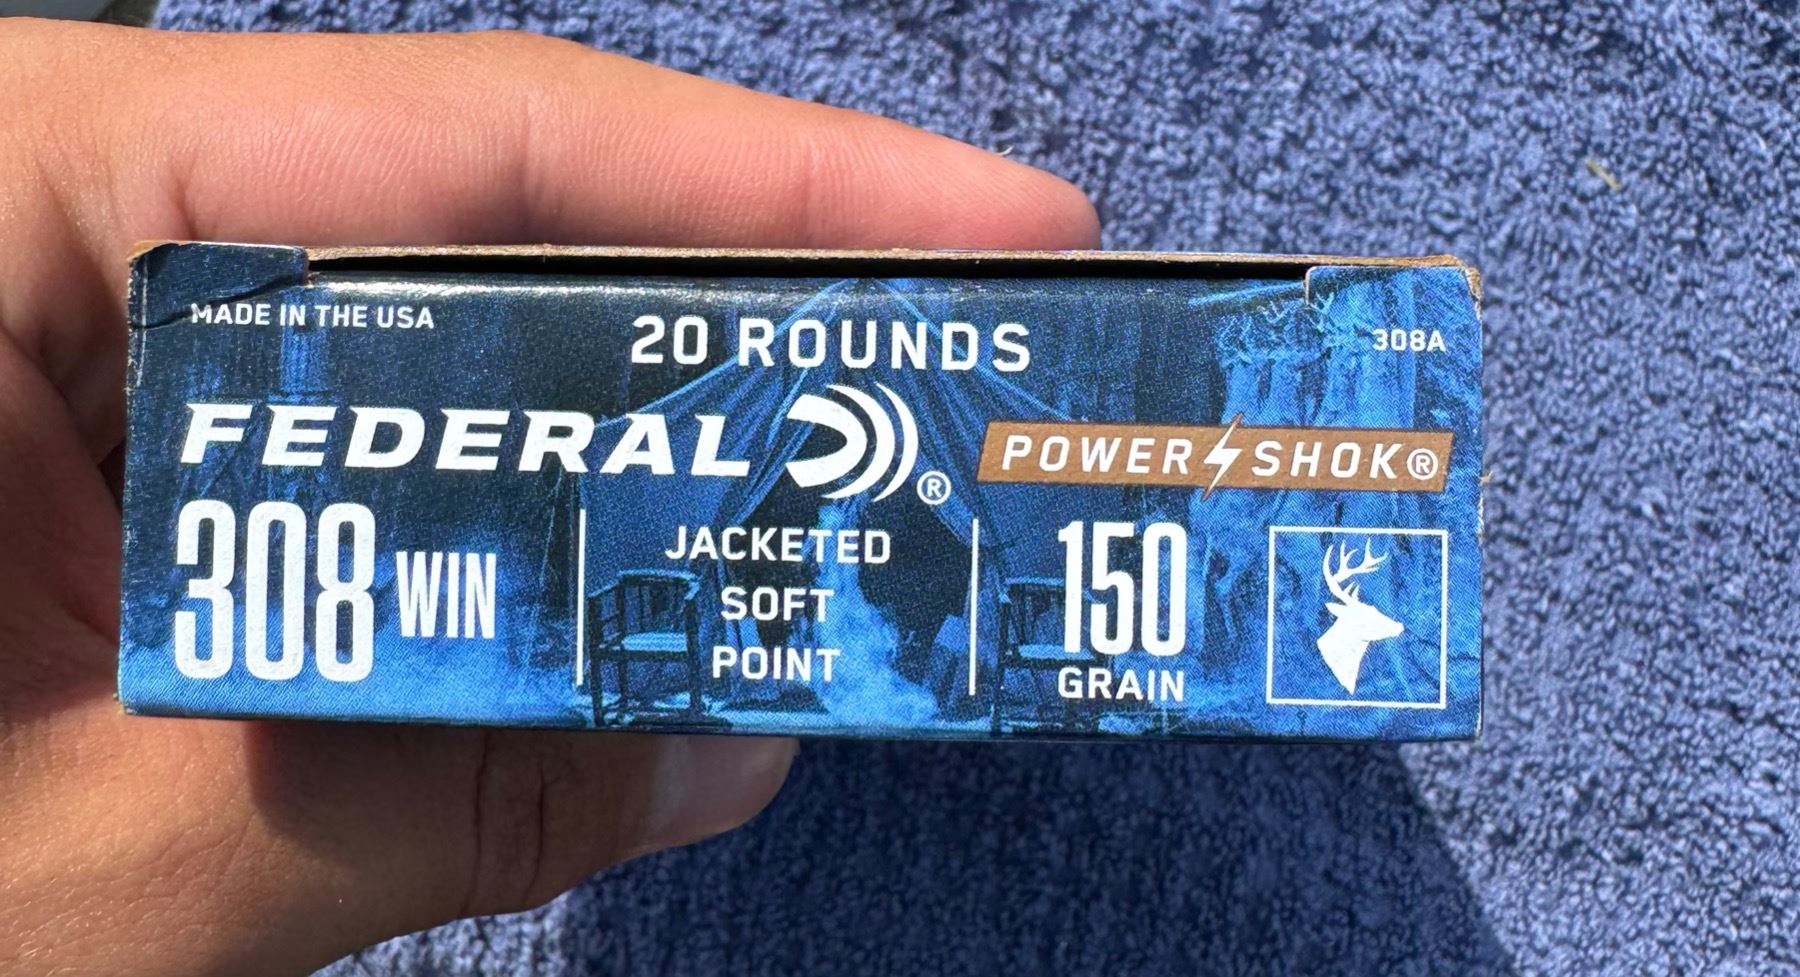 MADE IN THE USA
20 ROUNDS
308A
FEDERAL®
POWER SHOK®
308 WIN
JACKETED
SOFT
POINT
150
GRAIN